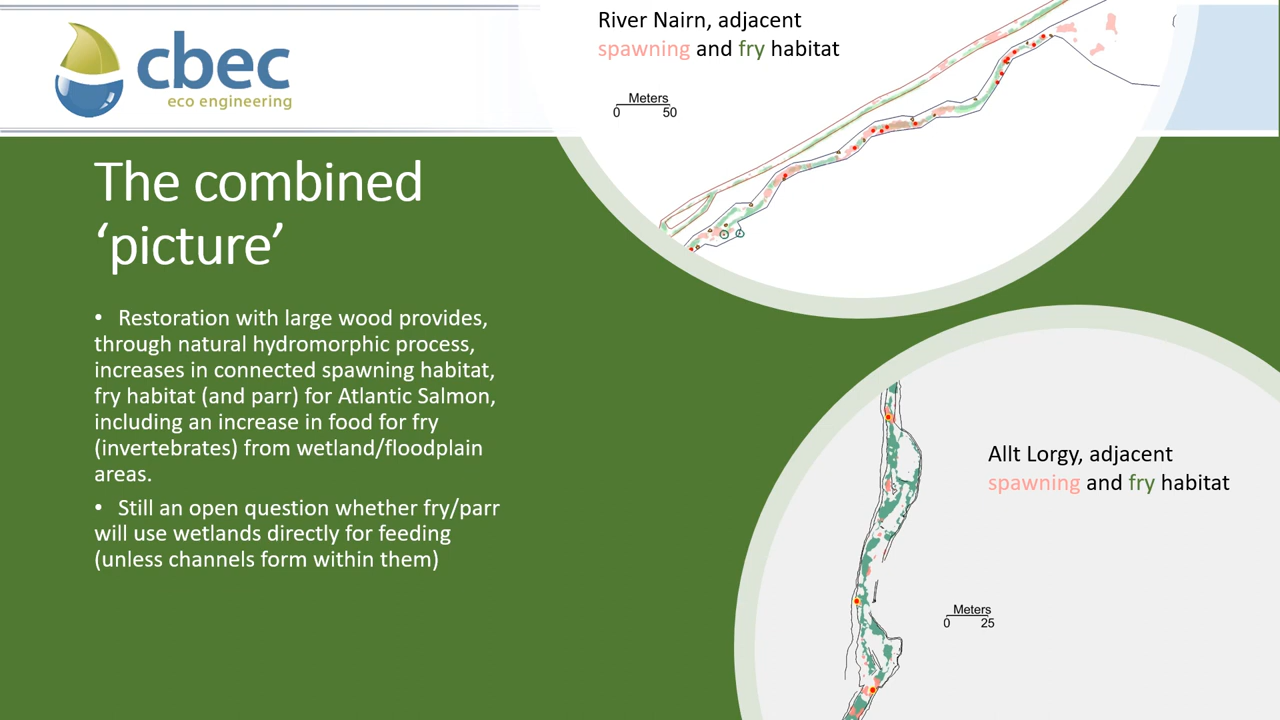 cbec
eco engineering
River Nairn, adjacent
spawning and fry habitat
Meters
0 50
The combined
‘picture’
• Restoration with large wood provides,
through natural hydromorphic process,
increases in connected spawning habitat,
fry habitat (and parr) for Atlantic Salmon,
including an increase in food for fry
(invertebrates) from wetland/floodplain
areas.
• Still an open question whether fry/parr
will use wetlands directly for feeding
(unless channels form within them)
Allt Lorgy, adjacent
spawning and fry habitat
Meters
0 25